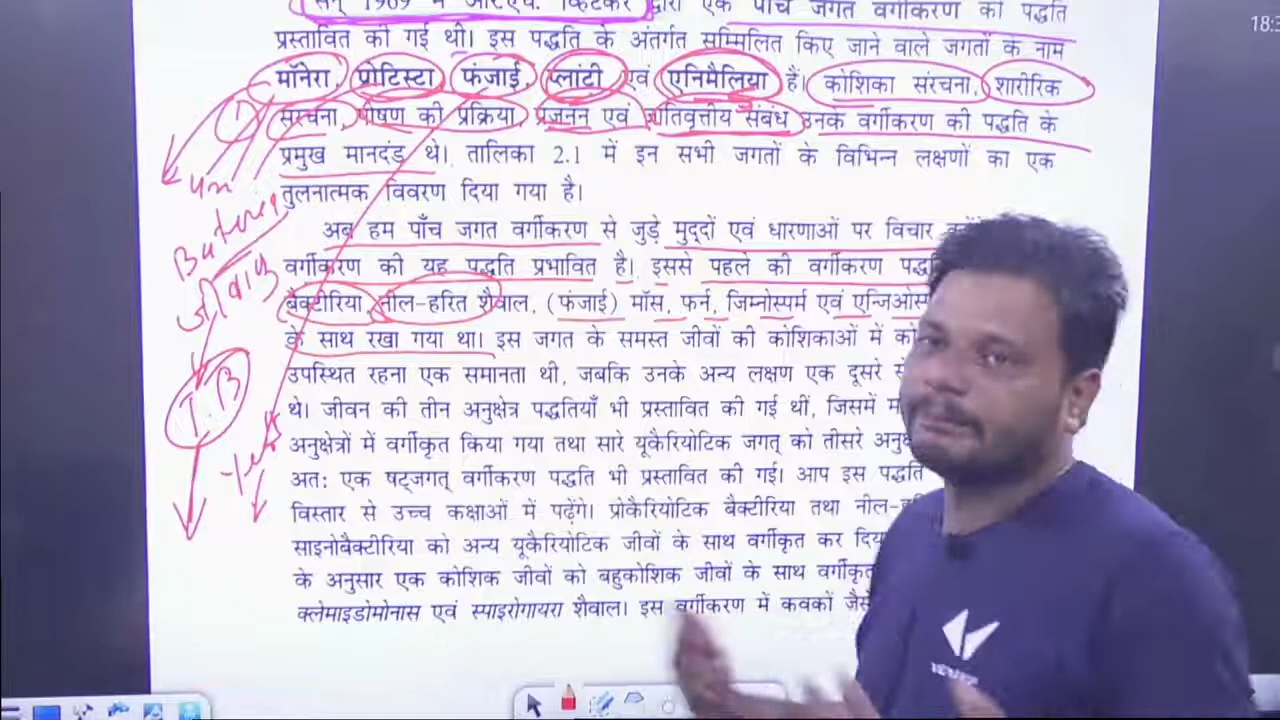 सन् 1969 में आर.एच. व्हिटेकर द्वारा एक पाँच जगत वर्गीकरण की पद्धति
प्रस्तावित की गई थी। इस पद्धति के अंतर्गत सम्मिलित किए जाने वाले जगतों के नाम
मॉनेरा, प्रोटिस्टा, फंजाई, प्लांटी एवं एनिमैलिया हैं। कोशिका संरचना, शारीरिक
संरचना, पोषण की प्रक्रिया, प्रजनन एवं जातिवृत्तीय संबंध उनके वर्गीकरण की पद्धति के
प्रमुख मानदंड थे। तालिका 2.1 में इन सभी जगतों के विभिन्न लक्षणों का एक
तुलनात्मक विवरण दिया गया है।
अब हम पाँच जगत वर्गीकरण से जुड़े मुद्दों एवं धारणाओं पर विचार
वर्गीकरण की यह पद्धति प्रभावित है। इससे पहले की वर्गीकरण
बैक्टीरिया, नील-हरित शैवाल, (फंजाई) मॉस, फर्न, जिम्नोस्पर्म एवं
के साथ रखा गया था। इस जगत के समस्त जीवों की कोशिकाओं में
उपस्थित रहना एक समानता थी, जबकि उनके अन्य लक्षण एक दूसरे
थे। जीवन की तीन अनुक्षेत्र पद्धतियाँ भी प्रस्तावित की गई थीं, जिसमें
अनुक्षेत्रों में वर्गीकृत किया गया तथा सारे यूकैरियोटिक जगत् को तीसरे
अतः एक षट्जगत् वर्गीकरण पद्धति भी प्रस्तावित की गई। आप इस पद्धति
विस्तार से उच्च कक्षाओं में पढ़ेंगे। प्रोकैरियोटिक बैक्टीरिया तथा
साइनोबैक्टीरिया को अन्य यूकैरियोटिक जीवों के साथ वर्गीकृत कर
के अनुसार एक कोशिक जीवों को बहुकोशिक जीवों के साथ वर्गीकृत
क्लेमाइडोमोनास एवं स्पाइरोगायरा शैवाल। इस वर्गीकरण में कवकों
जीवाणु
TB
18: